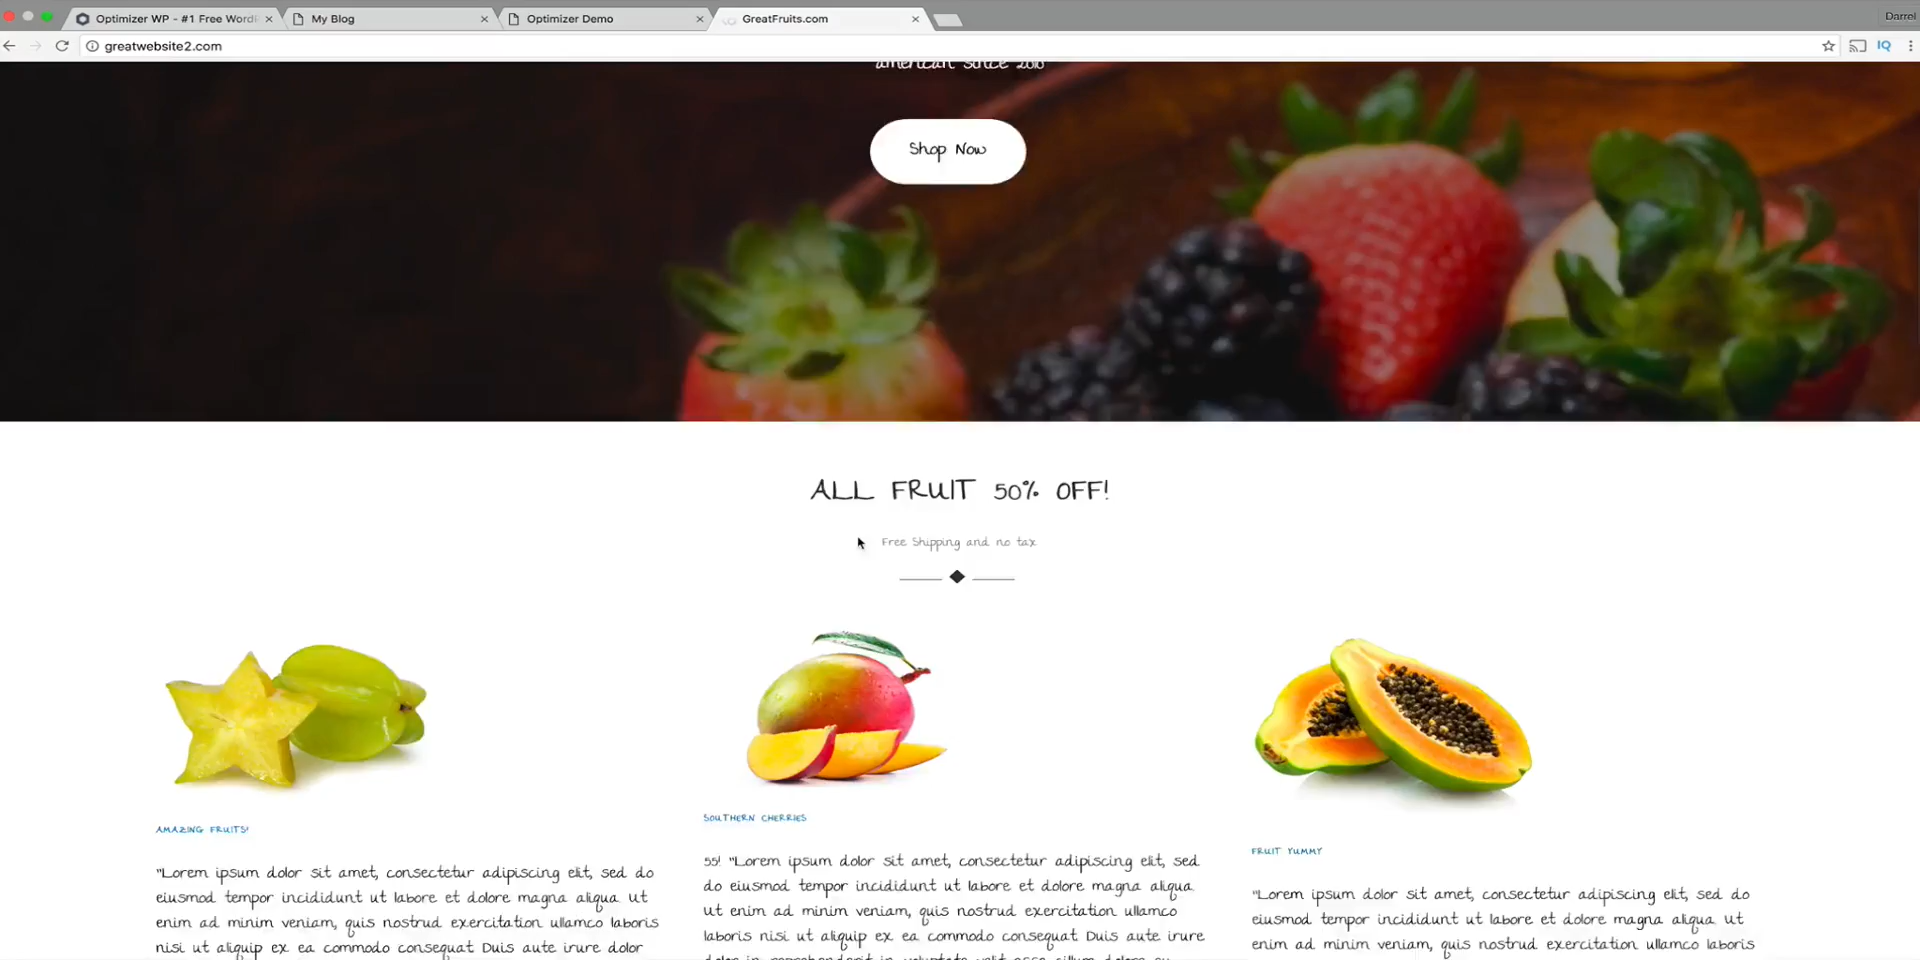 Optimizer WP - #1 Free Word
My Blog
Optimizer Demo
GreatFruits.com
Darrel
greatwebsite2.com
IQ
american since 2016
Shop Now
ALL FRUIT 50% OFF!
Free Shipping and no tax
AMAZING FRUITS!
"Lorem ipsum dolor sit amet, consectetur adipiscing elit, sed do
eiusmod tempor incididunt ut labore et dolore magna aliqua. Ut
enim ad minim veniam, quis nostrud exercitation ullamco laboris
nisi ut aliquip ex ea commodo consequat. Duis aute irure dolor
SOUTHERN CHERRIES
55! "Lorem ipsum dolor sit amet, consectetur adipiscing elit, sed
do eiusmod tempor incididunt ut labore et dolore magna aliqua.
Ut enim ad minim veniam, quis nostrud exercitation ullamco
laboris nisi ut aliquip ex ea commodo consequat. Duis aute irure
FRUIT YUMMY
"Lorem ipsum dolor sit amet, consectetur adipiscing elit, sed do
eiusmod tempor incididunt ut labore et dolore magna aliqua. Ut
enim ad minim veniam, quis nostrud exercitation ullamco laboris